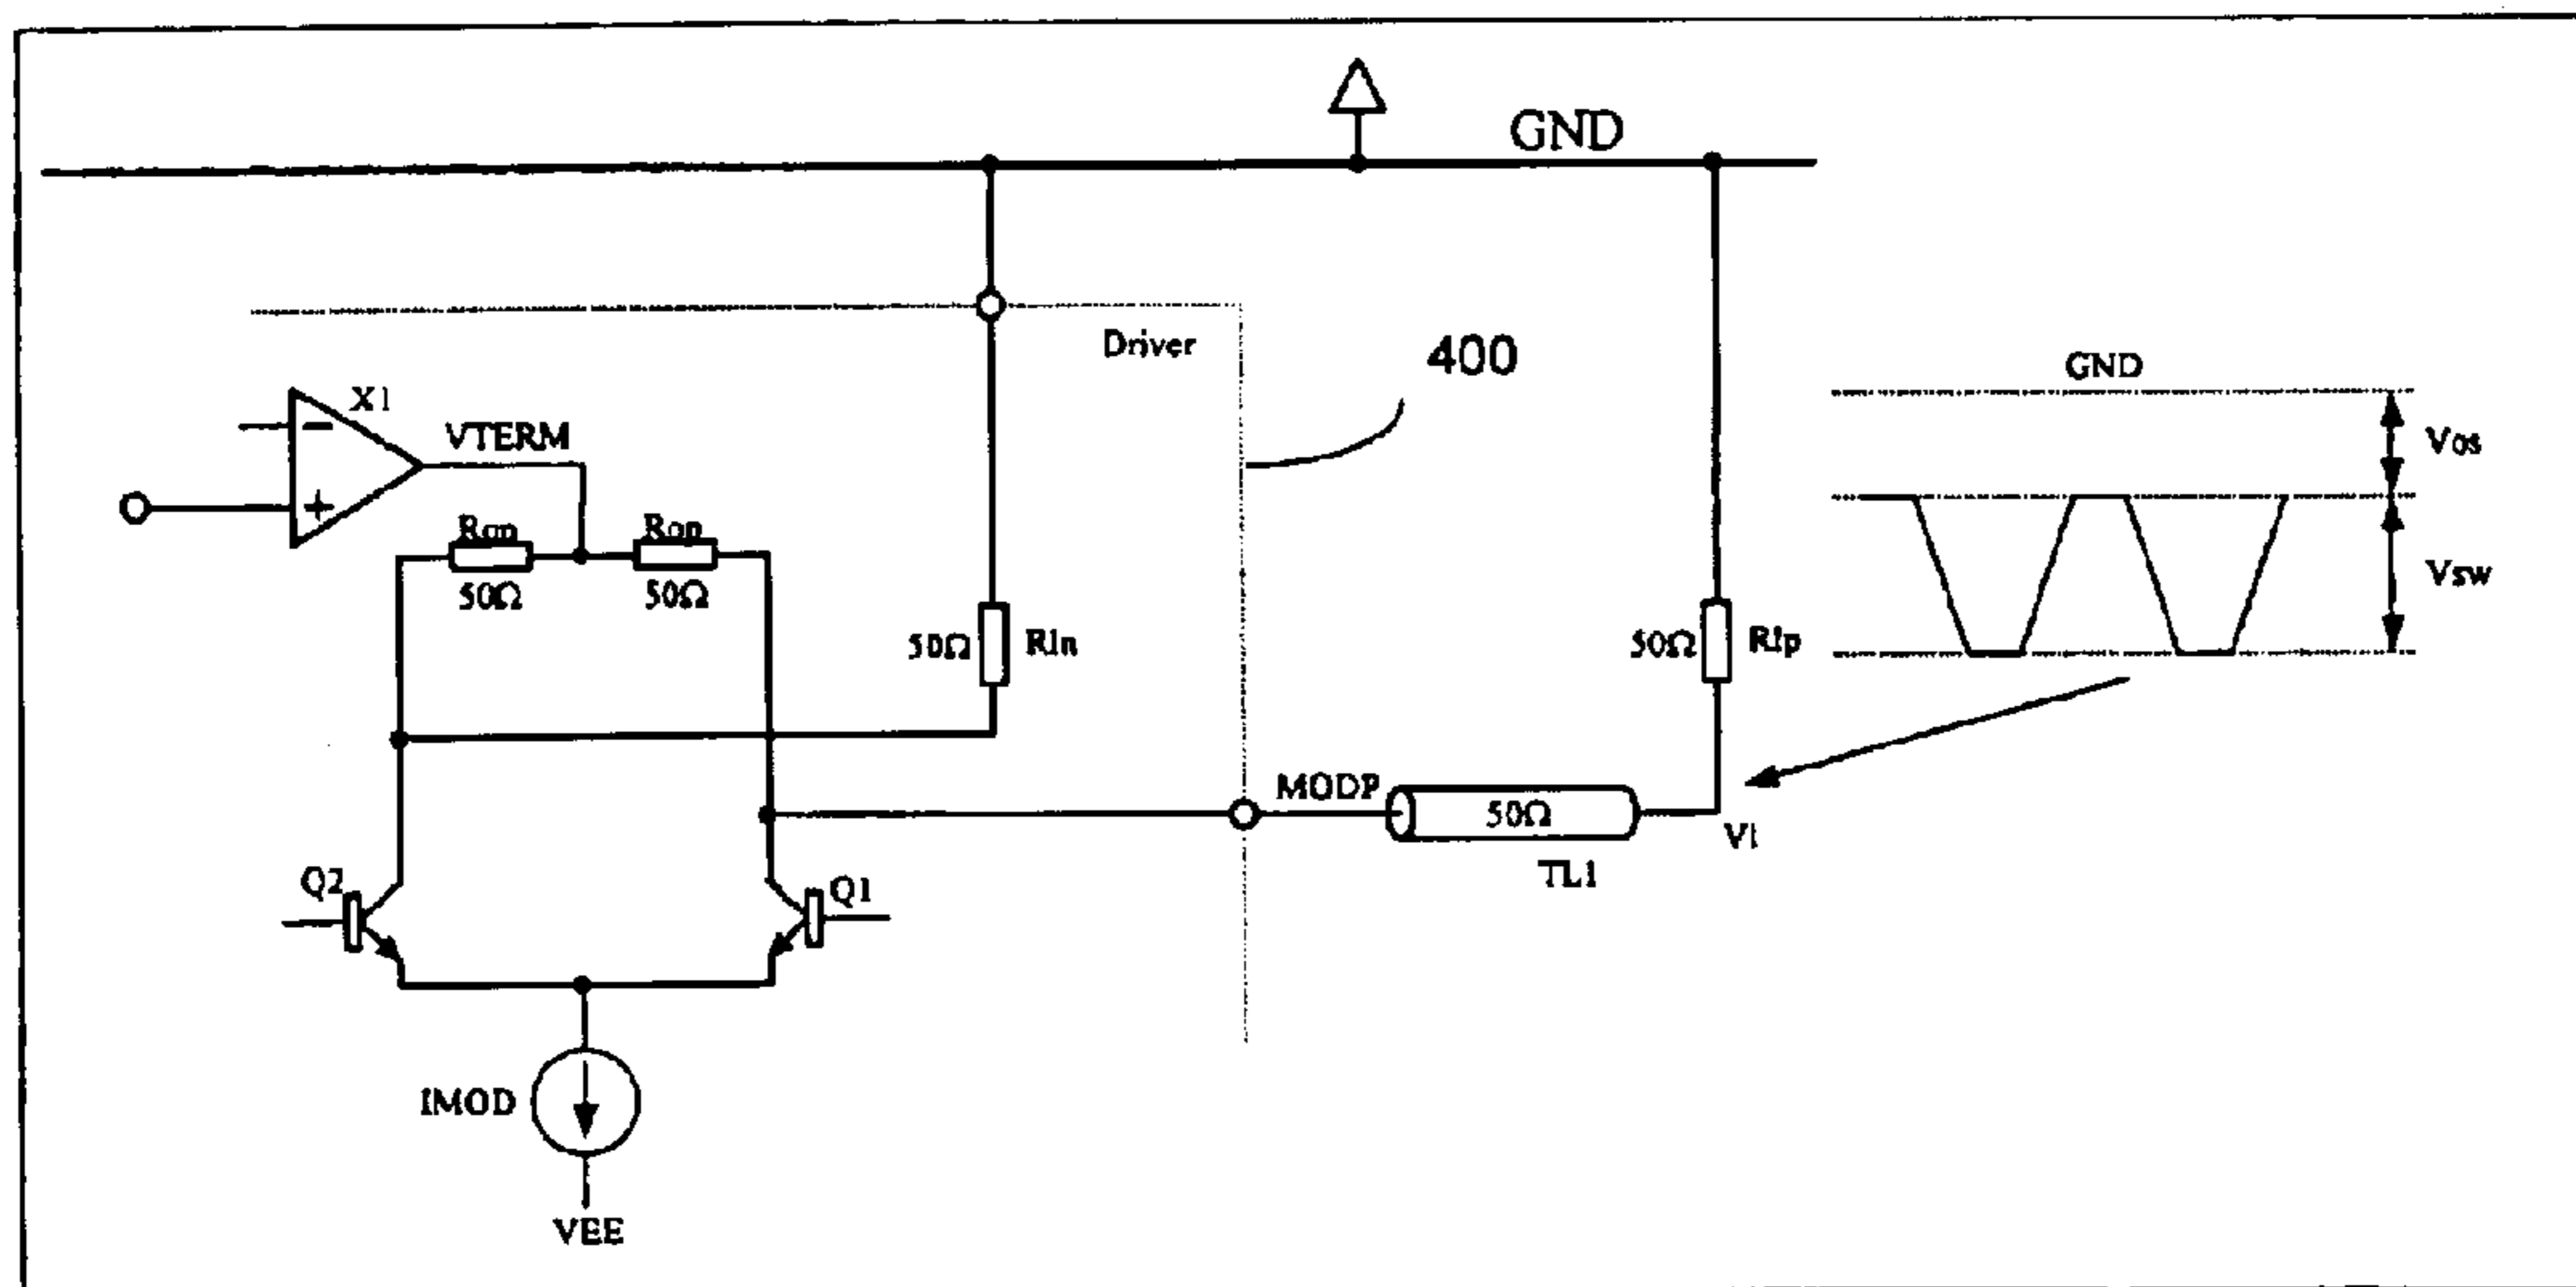 GND
Driver
400
GND
X1
VTERM
Vos
Ron
Rop
50Ω
50Ω
Vsw
50Ω
Rln
50Ω
Rlp
MODP
50Ω
Vl
TL1
Q2
Q1
IMOD
VEE